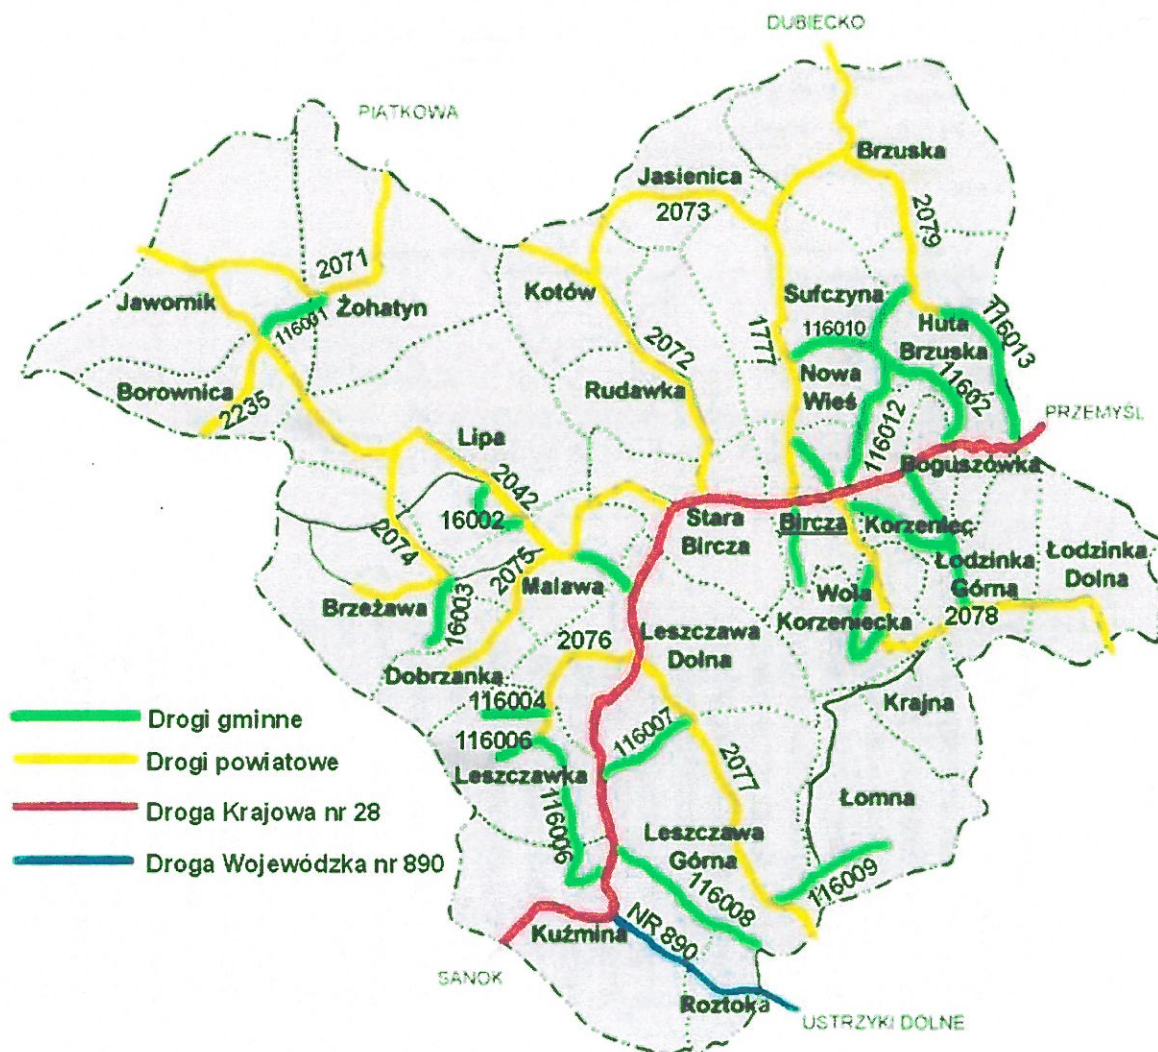 DUBIECKO
PIĄTKOWA
Brzuska
Jasienica
2073
2079
2071
Kotów
Sufczyna
Jawornik
Żohatyn
116001
116010
Huta
Brzuska
116013
1777
2072
Nowa
Wieś
11602
Rudawka
Borownica
2235
PRZEMYŚL
Lipa
116012
Boguszówka
2042
16002
Stara
Bircza
Bircza
Korzeniec
2074
2075
Łodzinka
Górna
Łodzinka
Dolna
Malawa
Brzeżawa
16003
Wola
Korzeniecka
2078
2076
Leszczawa
Dolna
Dobrzanka
Krajna
116004
Drogi gminne
116006
116007
Drogi powiatowe
Leszczawka
2077
Łomna
Droga Krajowa nr 28
116006
Leszczawa
Górna
Droga Wojewódzka nr 890
116009
116008
Kuźmina
NR 890
SANOK
Roztoka
USTRZYKI DOLNE